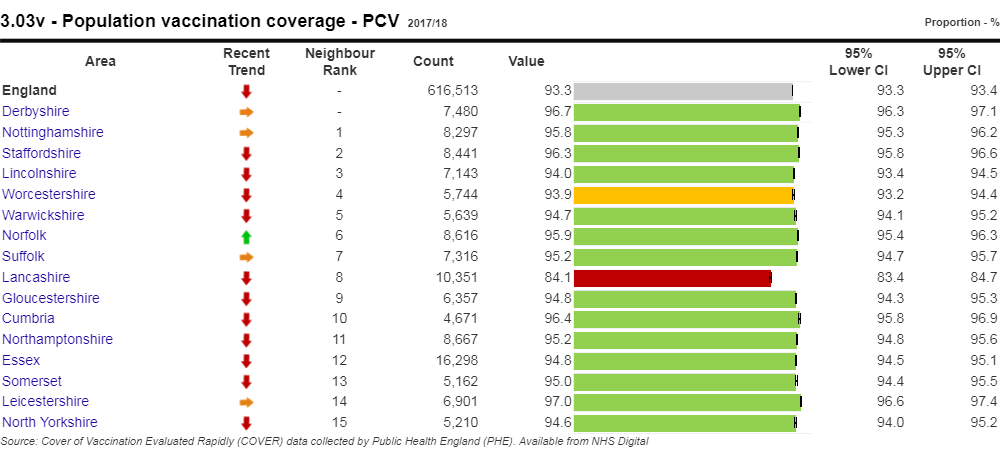 3.03v - Population vaccination coverage - PCV 2017/18 Proportion - %
Area Recent Trend Neighbour Rank Count Value 95% Lower CI 95% Upper CI
England - 616,513 93.3 93.3 93.4
Derbyshire - 7,480 96.7 96.3 97.1
Nottinghamshire 1 8,297 95.8 95.3 96.2
Staffordshire 2 8,441 96.3 95.8 96.6
Lincolnshire 3 7,143 94.0 93.4 94.5
Worcestershire 4 5,744 93.9 93.2 94.4
Warwickshire 5 5,639 94.7 94.1 95.2
Norfolk 6 8,616 95.9 95.4 96.3
Suffolk 7 7,316 95.2 94.7 95.7
Lancashire 8 10,351 84.1 83.4 84.7
Gloucestershire 9 6,357 94.8 94.3 95.3
Cumbria 10 4,671 96.4 95.8 96.9
Northamptonshire 11 8,667 95.2 94.8 95.6
Essex 12 16,298 94.8 94.5 95.1
Somerset 13 5,162 95.0 94.4 95.5
Leicestershire 14 6,901 97.0 96.6 97.4
North Yorkshire 15 5,210 94.6 94.0 95.2
Source: Cover of Vaccination Evaluated Rapidly (COVER) data collected by Public Health England (PHE). Available from NHS Digital